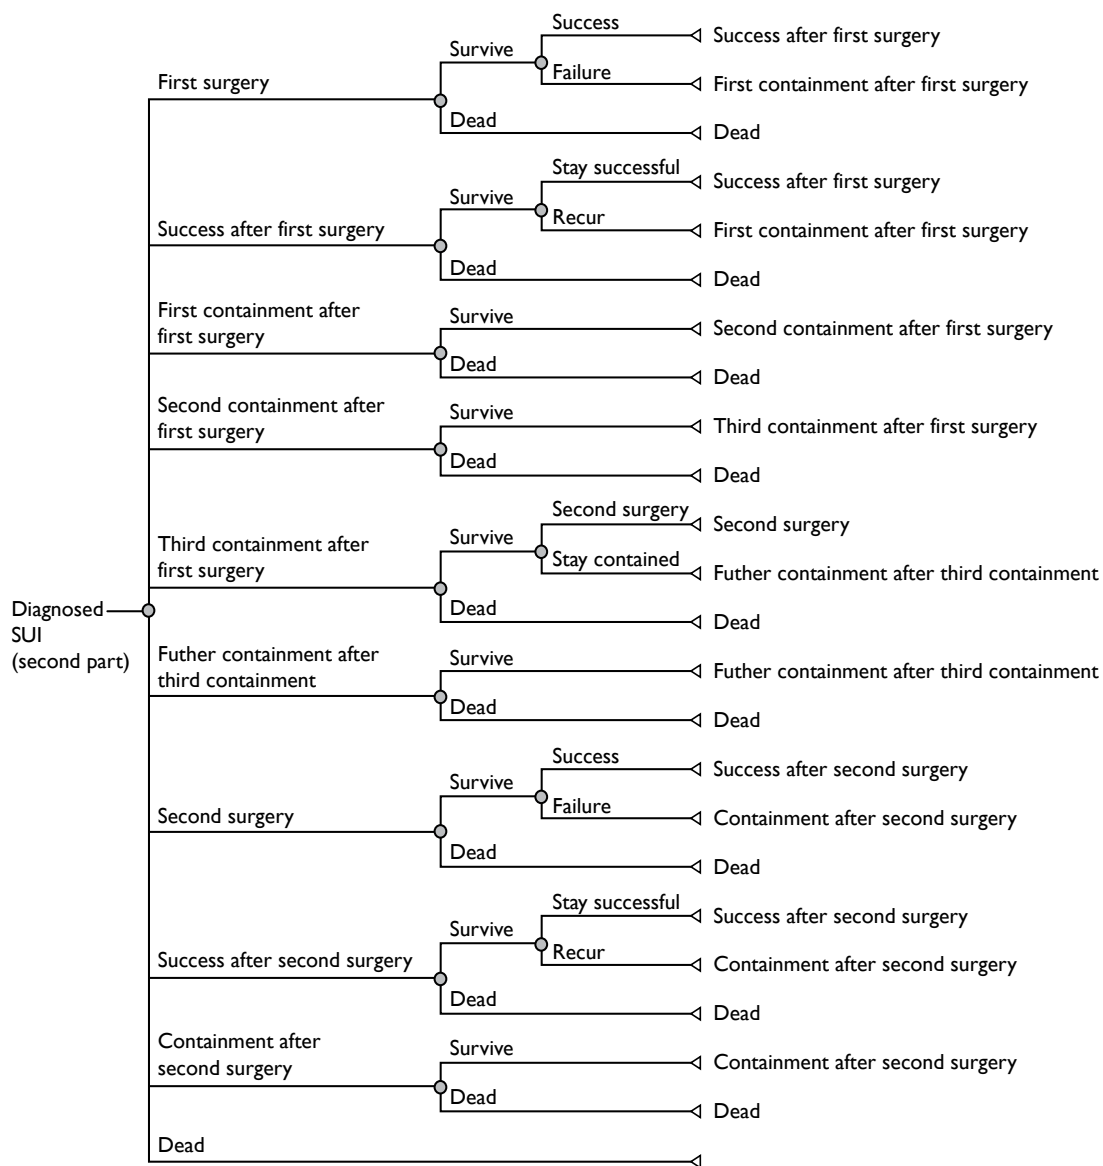 Success
Success after first surgery
Survive
Failure
First containment after first surgery
First surgery
Dead
Dead
Stay successful
Success after first surgery
Survive
Recur
First containment after first surgery
Success after first surgery
Dead
Dead
First containment after
first surgery
Survive
Second containment after first surgery
Dead
Dead
Second containment after
first surgery
Survive
Third containment after first surgery
Dead
Dead
Second surgery
Second surgery
Third containment after
first surgery
Survive
Stay contained
Futher containment after third containment
Dead
Dead
Diagnosed
SUI
(second part)
Futher containment after
third containment
Survive
Futher containment after third containment
Dead
Dead
Success
Success after second surgery
Survive
Failure
Containment after second surgery
Second surgery
Dead
Dead
Stay successful
Success after second surgery
Survive
Recur
Containment after second surgery
Success after second surgery
Dead
Dead
Containment after
second surgery
Survive
Containment after second surgery
Dead
Dead
Dead